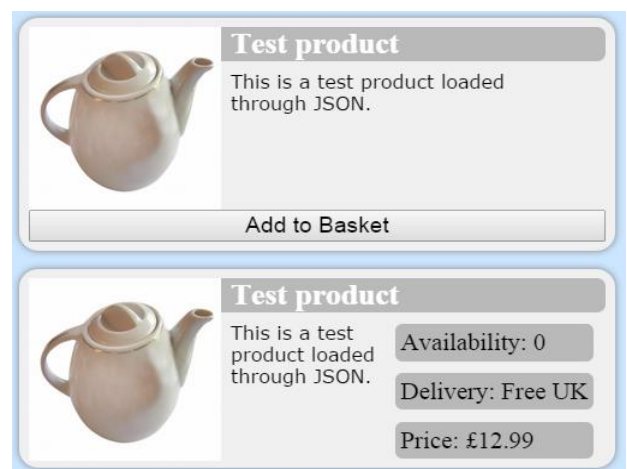 Test product
This is a test product loaded
through JSON.
Add to Basket
Test product
This is a test
product loaded
through JSON.
Availability: 0
Delivery: Free UK
Price: £12.99